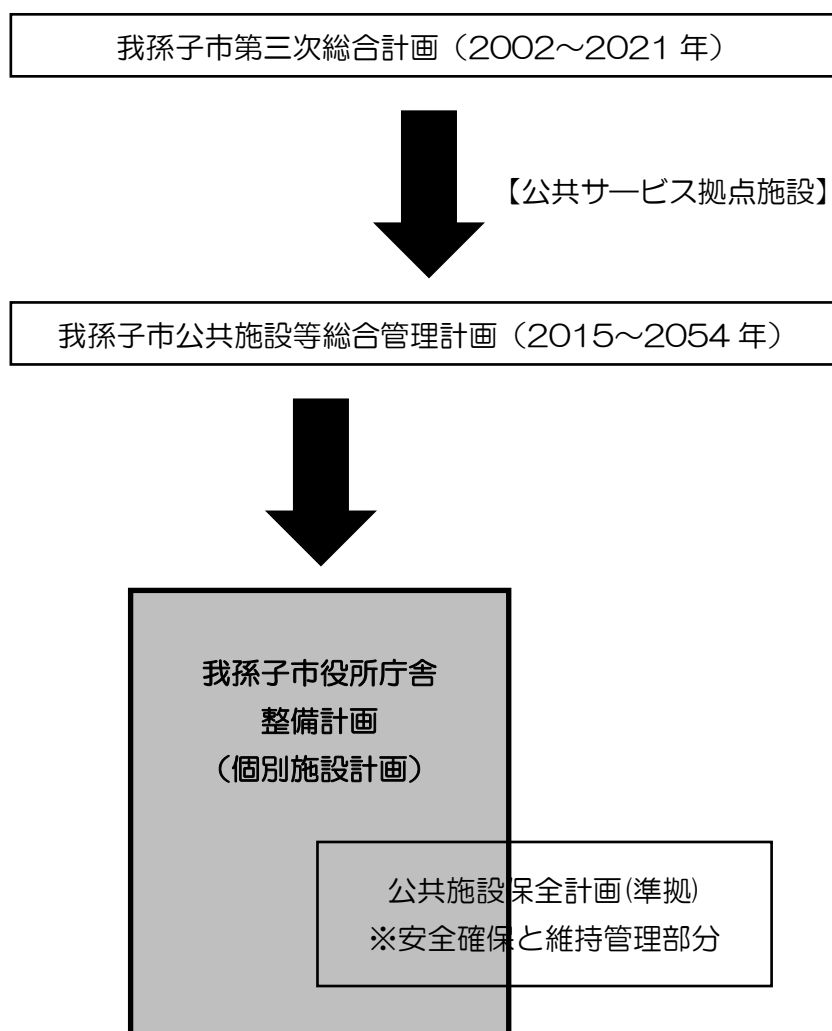 我孫子市第三次総合計画（2002～2021 年）
【公共サービス拠点施設】
我孫子市公共施設等総合管理計画（2015～2054 年）
我孫子市役所庁舎
整備計画
（個別施設計画）
公共施設保全計画(準拠)
※安全確保と維持管理部分